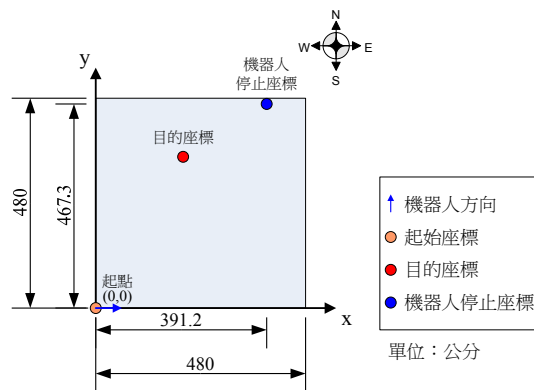 N
W
E
S
y
機器人
停止座標
目的座標
480
467.3
起點
(0,0)
x
391.2
480
機器人方向
起始座標
目的座標
機器人停止座標
單位：公分